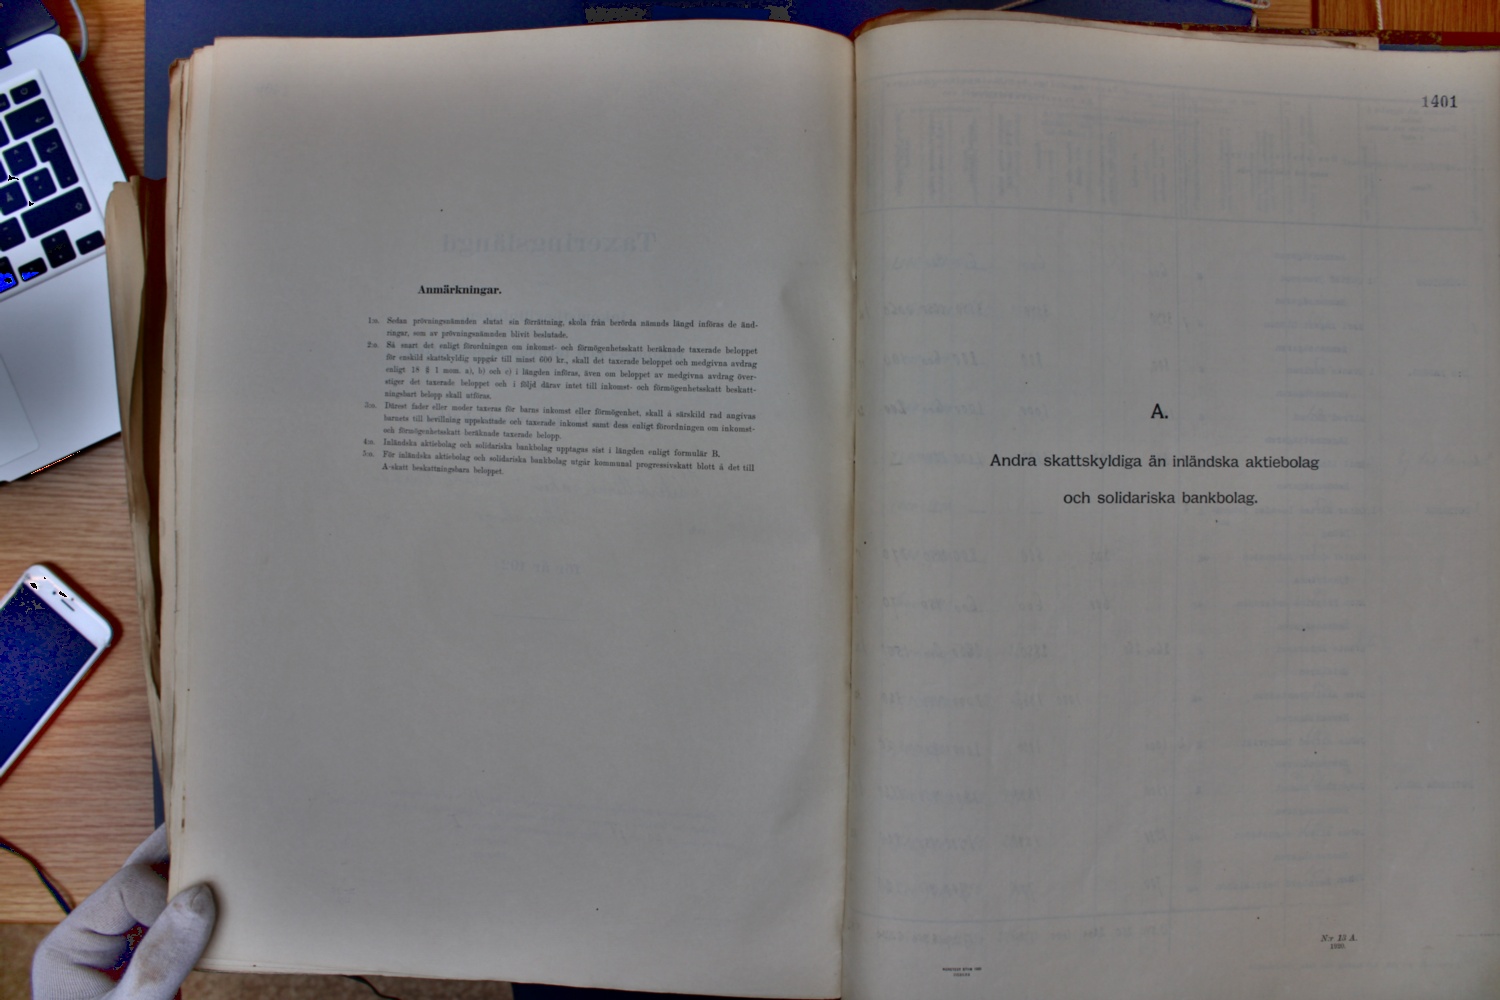 Anmärkningar.
1:o. Sedan prövningsnämnden slutat sin förrättning, skola från berörda nämnds längd införas de änd-
ringar, som av prövningsnämnden blivit beslutade.
2:o. Så snart det enligt förordningen om inkomst- och förmögenhetsskatt beräknade taxerade beloppet
för enskild skattskyldig uppgår till minst 600 kr., skall det taxerade beloppet och medgivna avdrag
enligt 18 § 1 mom. a), b) och c) i längden införas, även om beloppet av medgivna avdrag över-
stiger det taxerade beloppet och i följd därav intet till inkomst- och förmögenhetsskatt beskatt-
ningsbart belopp skall utföras.
3:o. Därest fader eller moder taxeras för barns inkomst eller förmögenhet, skall å särskild rad angivas
barnets till bevillning uppskattade och taxerade inkomst samt dess enligt förordningen om inkomst-
och förmögenhetsskatt beräknade taxerade belopp.
4:o. Inländska aktiebolag och solidariska bankbolag upptagas sist i längden enligt formulär B.
5:o. För inländska aktiebolag och solidariska bankbolag utgår kommunal progressivskatt blott å det till
A-skatt beskattningsbara beloppet.
1401
A.
Andra skattskyldiga än inländska aktiebolag
och solidariska bankbolag.
N:r 13 A.
1920.